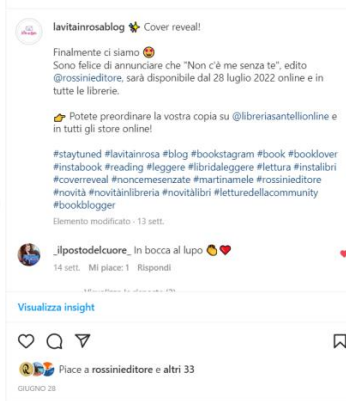 lavitainrosablog ✨ Cover reveal!
Finalmente ci siamo 😍
Sono felice di annunciare che "Non c'è me senza te", edito
@rossinieditore, sarà disponibile dal 28 luglio 2022 online e in
tutte le librerie.
👉 Potete preordinare la vostra copia su @libreriasantellionline e
in tutti gli store online!
#staytuned #lavitainrosa #blog #bookstagram #book #booklover
#instabook #reading #leggere #libridaleggere #lettura #instalibri
#coverreveal #noncemesenzate #martinamele #rossinieditore
#novità #novitàinlibreria #novitàlibri #letturedellacommunity
#bookblogger
Elemento modificato · 13 sett.
_ilpostodelcuore_ In bocca al lupo 👏❤️
14 sett. Mi piace: 1 Rispondi
Visualizza insight
Piace a rossinieditore e altri 33
GIUGNO 28